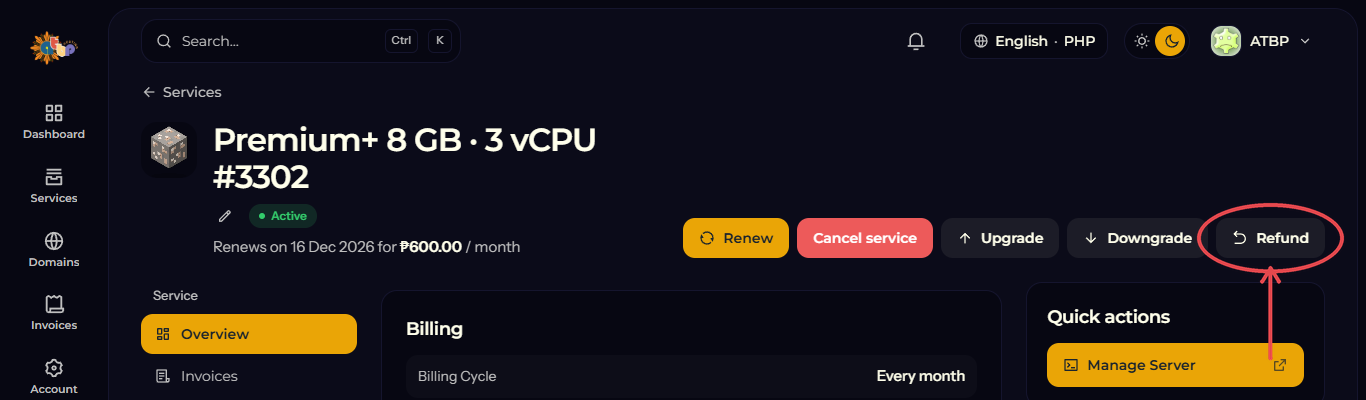 Search...
Ctrl
K
English · PHP
ATBP
Dashboard
Services
Domains
Invoices
Account
Services
Premium+ 8 GB · 3 vCPU
#3302
Active
Renews on 16 Dec 2026 for ₱600.00 / month
Renew
Cancel service
Upgrade
Downgrade
Refund
Service
Overview
Invoices
Billing
Billing Cycle
Every month
Quick actions
Manage Server